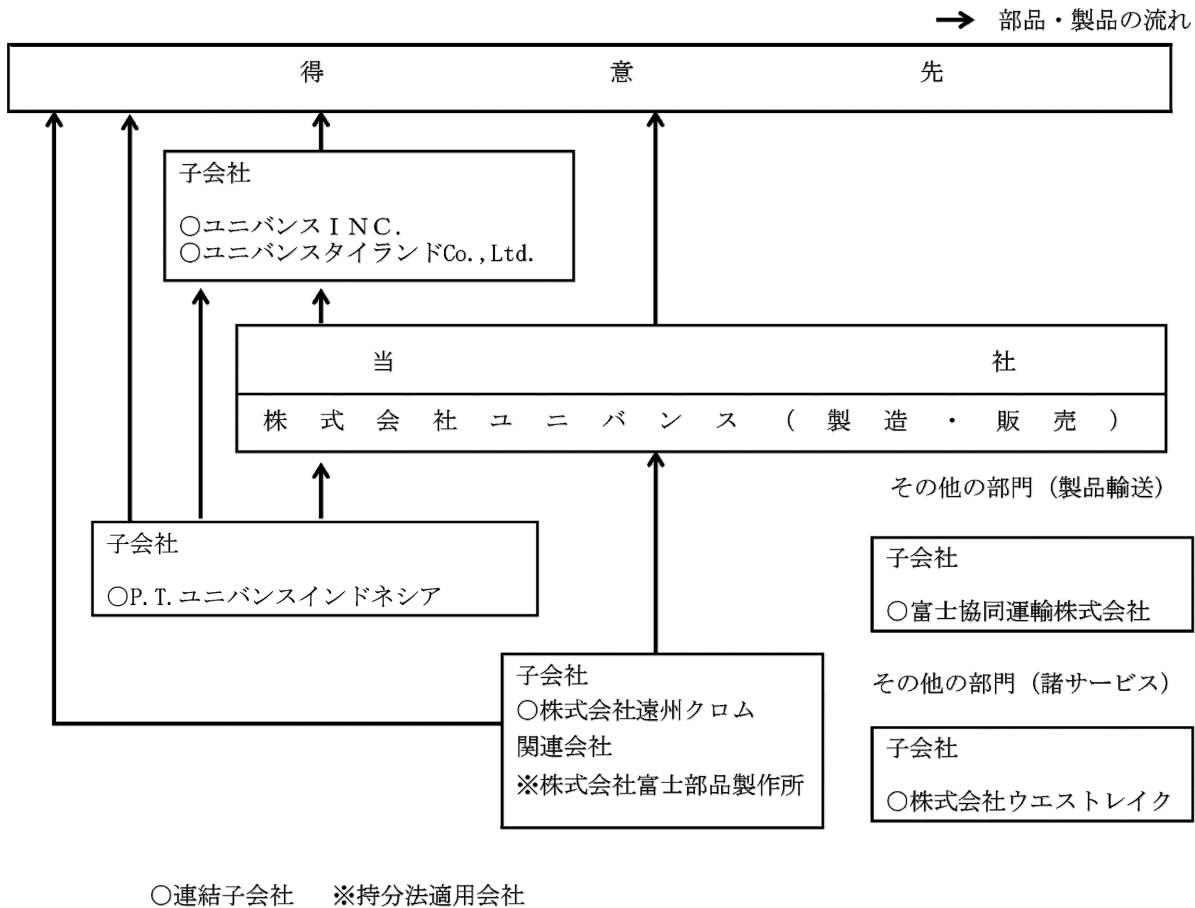 → 部品・製品の流れ
得意先
子会社
○ユニバンスＩＮＣ.
○ユニバンスタイランドCo.,Ltd.
当社
株式会社ユニバンス（製造・販売）
その他の部門（製品輸送）
子会社
○P.T.ユニバンスインドネシア
子会社
○富士協同運輸株式会社
子会社
○株式会社遠州クロム
関連会社
※株式会社富士部品製作所
その他の部門（諸サービス）
子会社
○株式会社ウエストレイク
○連結子会社　※持分法適用会社